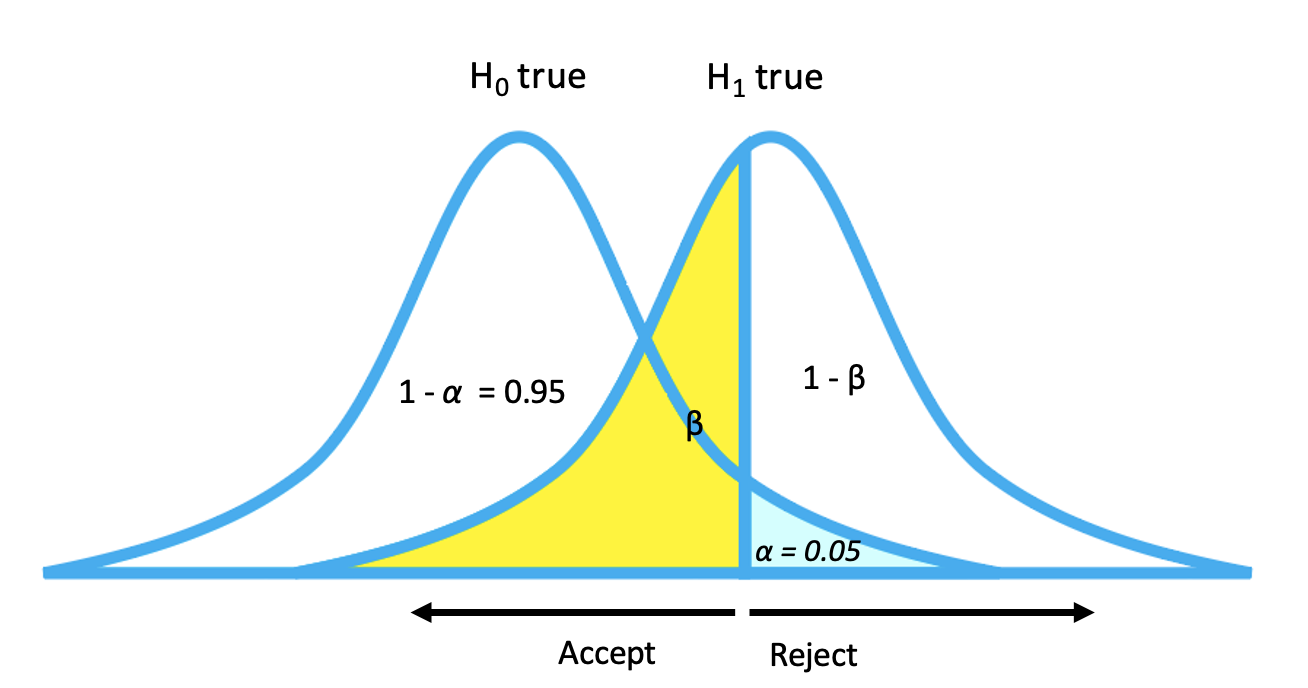 H₀ true
H₁ true
1 - α = 0.95
1 - β
β
α = 0.05
Accept
Reject